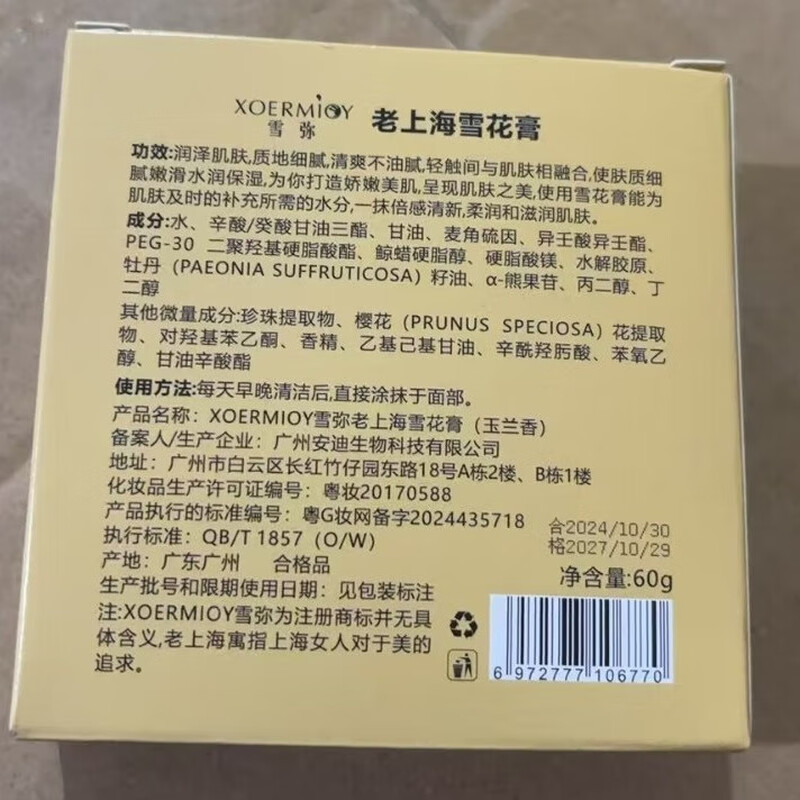 XOERMIOY
雪弥
老上海雪花膏
功效:润泽肌肤,质地细腻,清爽不油腻,轻触间与肌肤相融合,使肤质细
腻嫩滑水润保湿,为你打造娇嫩美肌,呈现肌肤之美,使用雪花膏能为
肌肤及时的补充所需的水分,一抹倍感清新,柔润和滋润肌肤。
成分:水、辛酸/癸酸甘油三酯、甘油、麦角硫因、异壬酸异壬酯、
PEG-30 二聚羟基硬脂酸酯、鲸蜡硬脂醇、硬脂酸镁、水解胶原、
牡丹（PAEONIA SUFFRUTICOSA）籽油、α-熊果苷、丙二醇、丁
二醇
其他微量成分:珍珠提取物、樱花（PRUNUS SPECIOSA）花提取
物、对羟基苯乙酮、香精、乙基己基甘油、辛酰羟肟酸、苯氧乙
醇、甘油辛酸酯
使用方法:每天早晚清洁后,直接涂抹于面部。
产品名称：XOERMIOY雪弥老上海雪花膏（玉兰香）
备案人/生产企业：广州安迪生物科技有限公司
地址：广州市白云区长红竹仔园东路18号A栋2楼、B栋1楼
化妆品生产许可证编号：粤妆20170588
产品执行的标准编号：粤G妆网备字2024435718
执行标准：QB/T 1857（O/W）
产地：广东广州 合格品
生产批号和限期使用日期：见包装标注
注:XOERMIOY雪弥为注册商标并无具
体含义,老上海寓指上海女人对于美的
追求。
合2024/10/30
格2027/10/29
净含量:60g
6 972777 106770